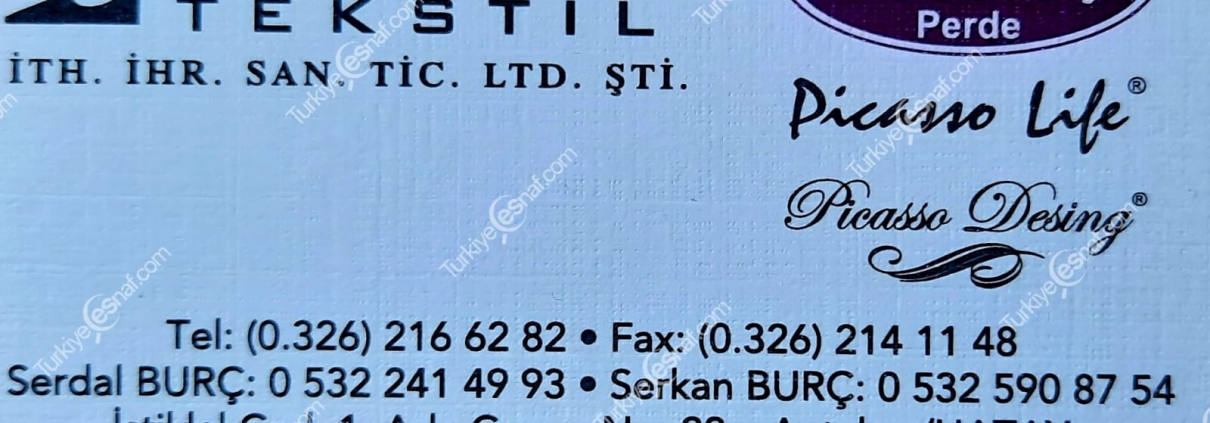 TEKSTİL
İTH. İHR. SAN. TİC. LTD. ŞTİ.
Perde
Picasso Life®
Picasso Desing®
Tel: (0.326) 216 62 82 • Fax: (0.326) 214 11 48
Serdal BURÇ: 0 532 241 49 93 • Serkan BURÇ: 0 532 590 87 54
TurkiyeEsnaf.com